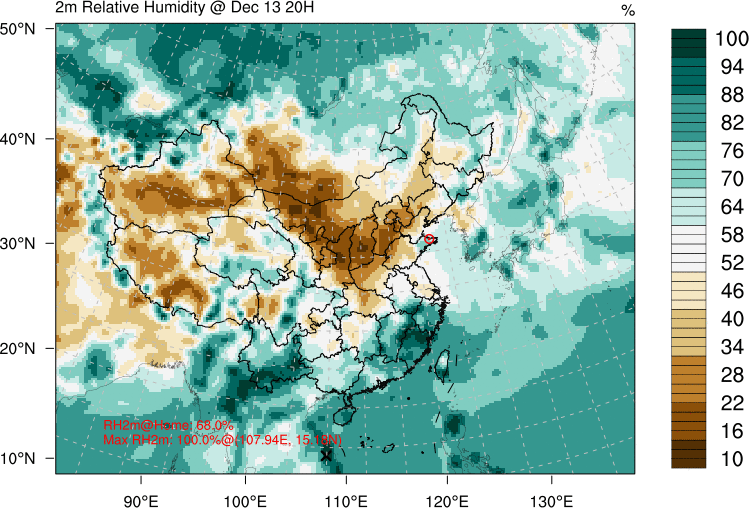 2m Relative Humidity @ Dec 13 20H
%
50°N
40°N
30°N
20°N
10°N
90°E
100°E
110°E
120°E
130°E
100
94
88
82
76
70
64
58
52
46
40
34
28
22
16
10
RH2m@Home: 68.0%
Max RH2m: 100.0%@(107.94E, 15.18N)